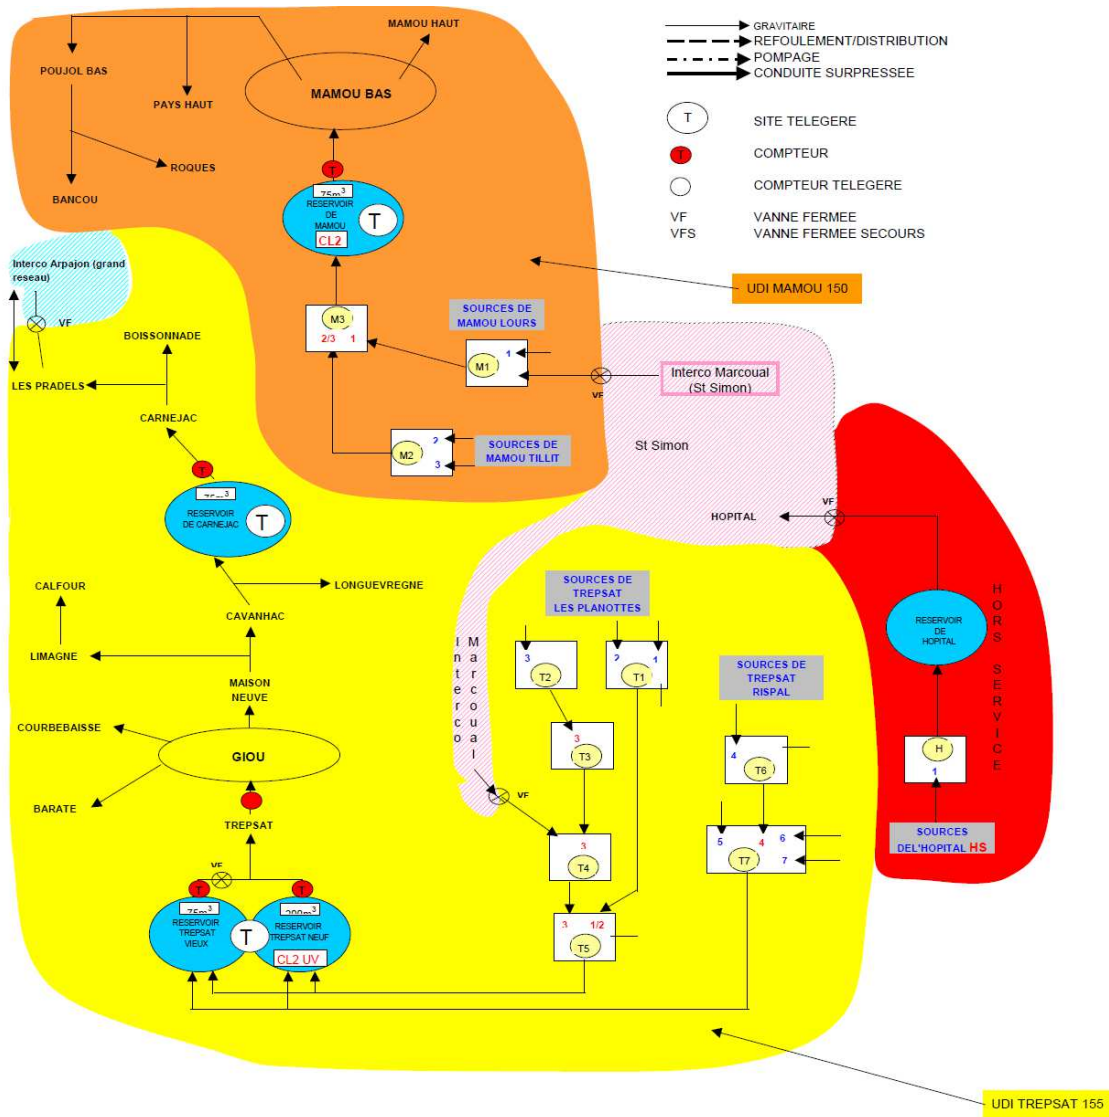 MAMOU HAUT
POUJOL BAS
PAYS HAUT
MAMOU BAS
ROQUES
BANCOU
T
75m³
RESERVOIR
DE
MAMOU
CL2
T
GRAVITAIRE
REFOULEMENT/DISTRIBUTION
POMPAGE
CONDUITE SURPRESSEE
T
SITE TELEGERE
T
COMPTEUR
COMPTEUR TELEGERE
VF
VANNE FERMEE
VFS
VANNE FERMEE SECOURS
UDI MAMOU 150
Interco Arpajon (grand
reseau)
VF
BOISSONNADE
LES PRADELS
CARNEJAC
M3
2/3 1
SOURCES DE
MAMOU LOURS
1
M1
VF
Interco Marcoual
(St Simon)
St Simon
2
M2
3
SOURCES DE
MAMOU TILLIT
T
RESERVOIR
DE CARNEJAC
T
HOPITAL
VF
LONGUEVREGNE
CALFOUR
CAVANHAC
LIMAGNE
MAISON
NEUVE
COURBEBAISSE
GIOU
BARATE
TREPSAT
VF
T
T
75m³
RESERVOIR
TREPSAT
VIEUX
T
200m³
RESERVOIR
TREPSAT NEUF
CL2 UV
Interco
Marcoual
VF
SOURCES DE
TREPSAT
LES PLANOTTES
3
T2
2 1
T1
3
T3
3
T4
3 1/2
T5
SOURCES DE
TREPSAT
RISPAL
4
T6
5 4 6
T7 7
RESERVOIR
DE
HOPITAL
HORS SERVICE
H
1
SOURCES
DEL'HOPITAL HS
UDI TREPSAT 155